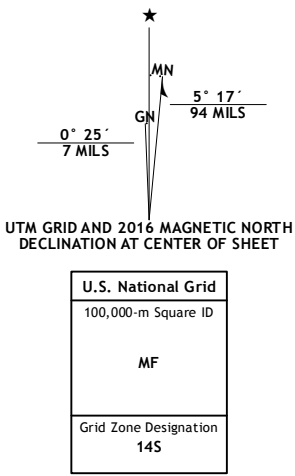 MN
GN
5° 17´
94 MILS
0° 25´
7 MILS
UTM GRID AND 2016 MAGNETIC NORTH
DECLINATION AT CENTER OF SHEET
U.S. National Grid
100,000-m Square ID
MF
Grid Zone Designation
14S